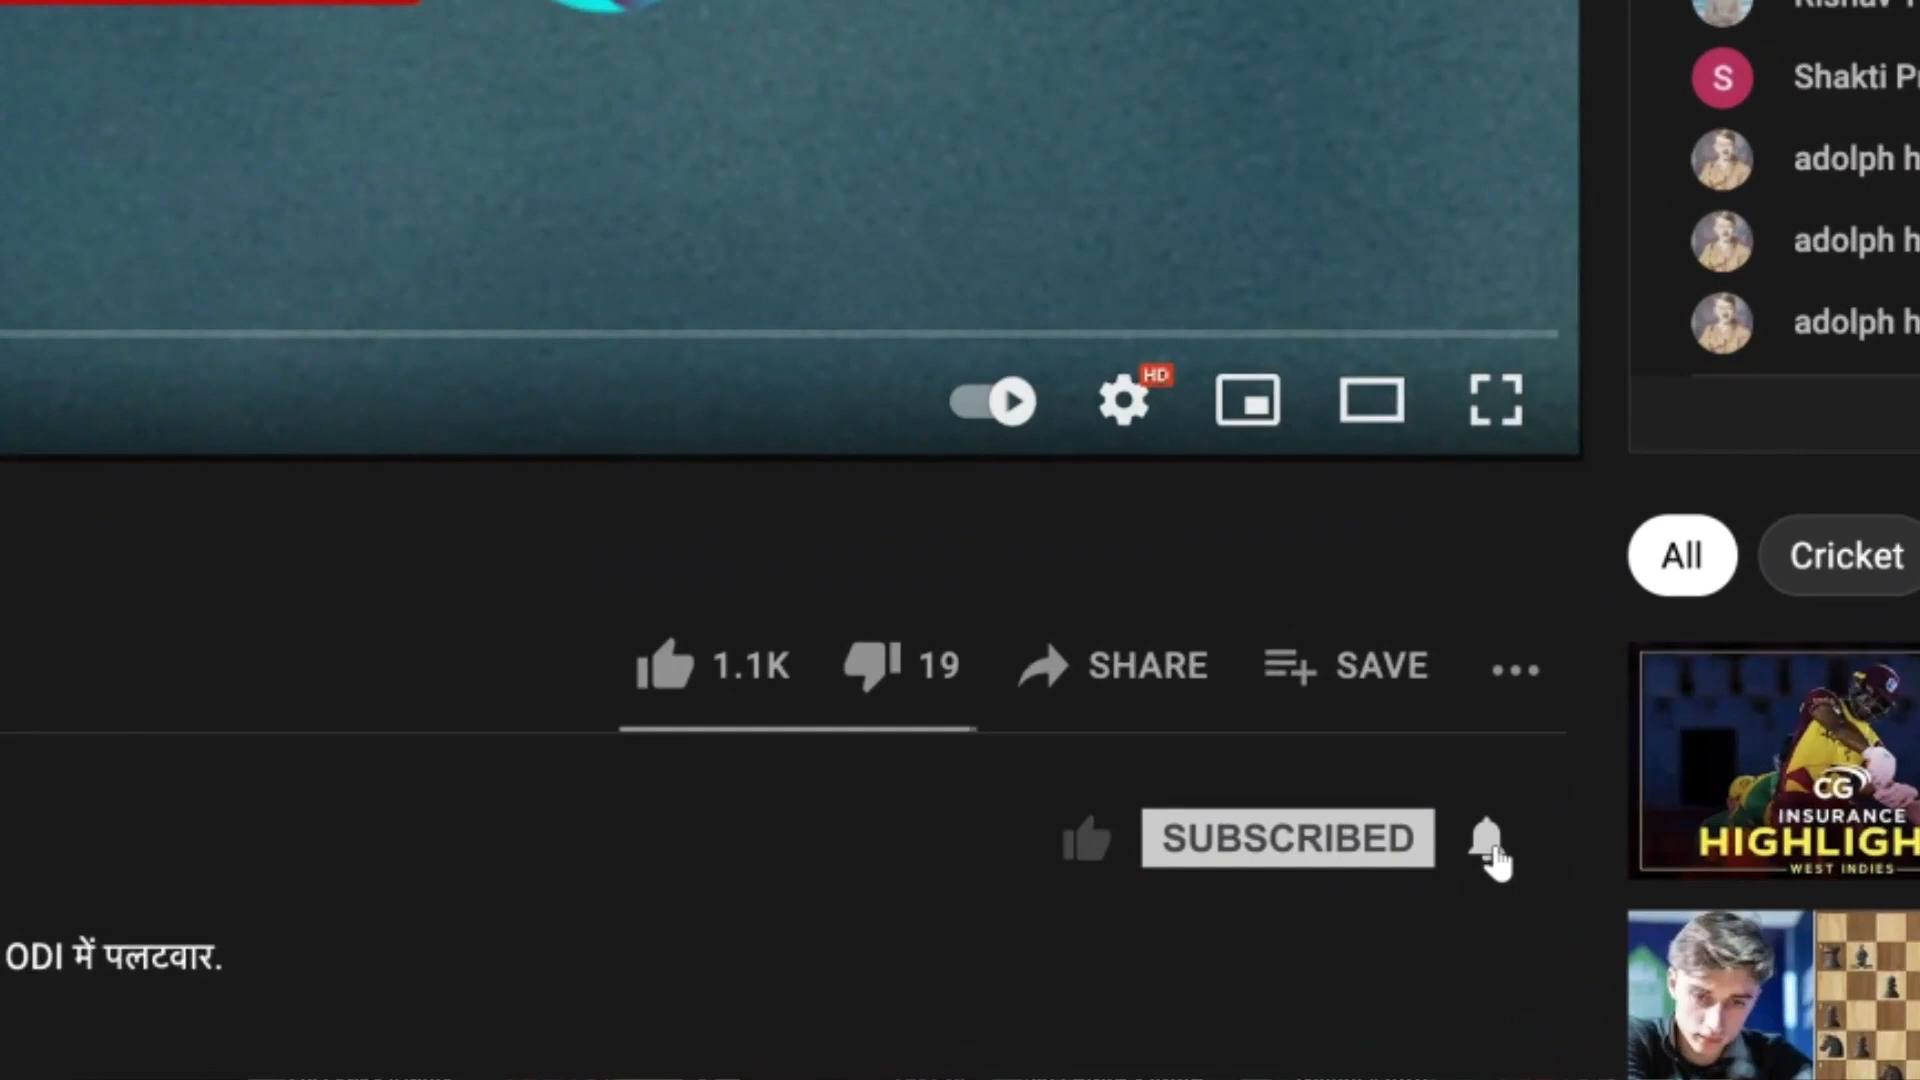 S
Shakti
adolph
adolph
adolph
HD
All
Cricket
1.1K
19
SHARE
SAVE
CG
INSURANCE
HIGHLIGH
WEST INDIES
SUBSCRIBED
ODI में पलटवार.